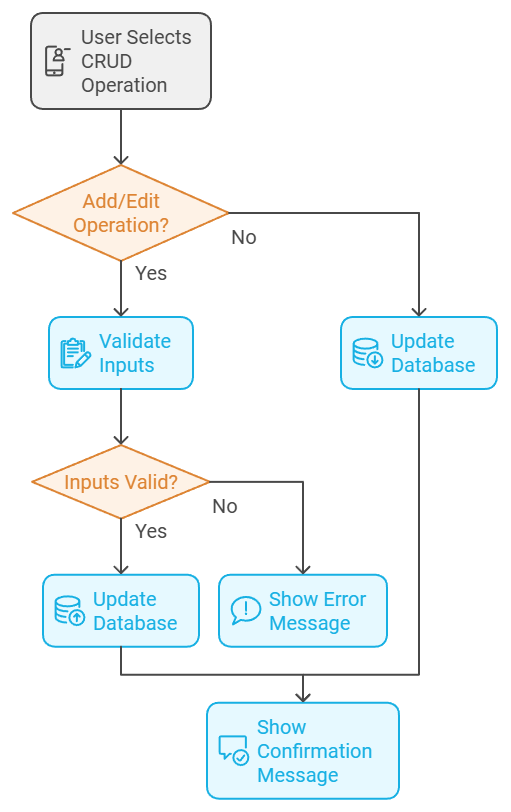 User Selects
CRUD
Operation
Add/Edit
Operation?
No
Yes
Validate
Inputs
Update
Database
Inputs Valid?
No
Yes
Update
Database
Show Error
Message
Show
Confirmation
Message